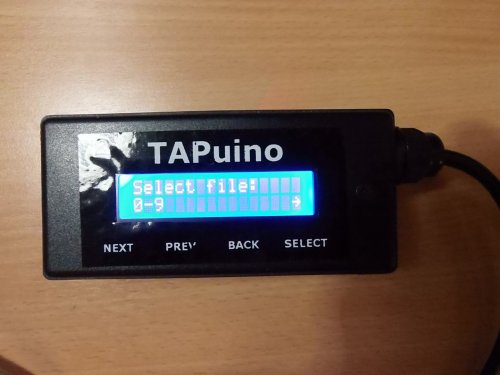 TAPuino
Select file:
0-9 →
NEXT PREV BACK SELECT